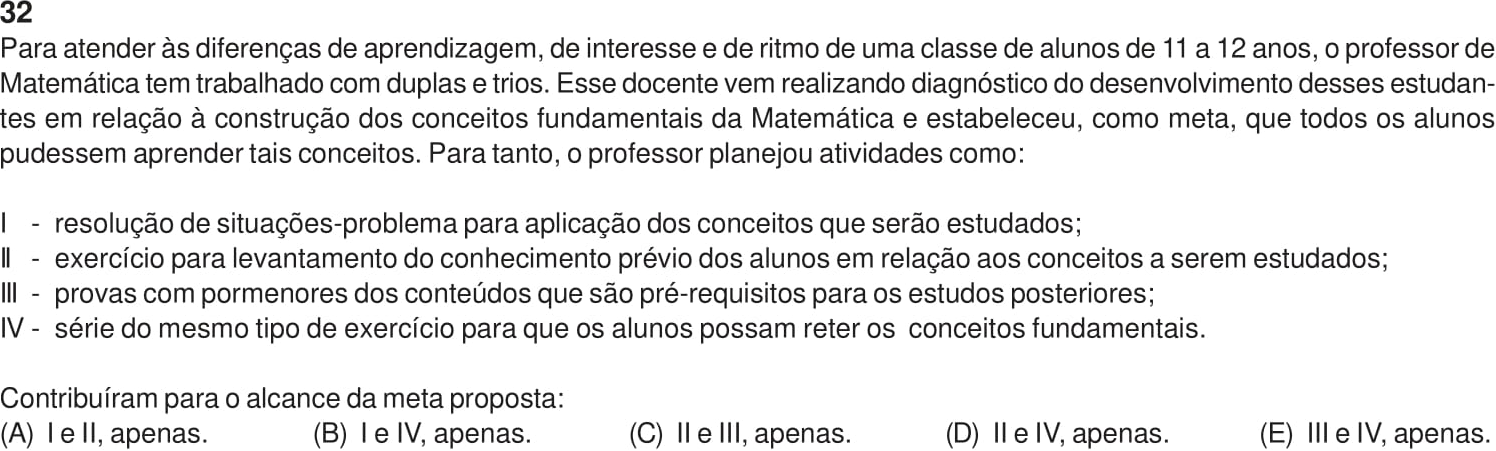 32
Para atender às diferenças de aprendizagem, de interesse e de ritmo de uma classe de alunos de 11 a 12 anos, o professor de
Matemática tem trabalhado com duplas e trios. Esse docente vem realizando diagnóstico do desenvolvimento desses estudan-
tes em relação à construção dos conceitos fundamentais da Matemática e estabeleceu, como meta, que todos os alunos
pudessem aprender tais conceitos. Para tanto, o professor planejou atividades como:
I - resolução de situações-problema para aplicação dos conceitos que serão estudados;
II - exercício para levantamento do conhecimento prévio dos alunos em relação aos conceitos a serem estudados;
III - provas com pormenores dos conteúdos que são pré-requisitos para os estudos posteriores;
IV - série do mesmo tipo de exercício para que os alunos possam reter os conceitos fundamentais.
Contribuíram para o alcance da meta proposta:
(A) I e II, apenas. (B) I e IV, apenas. (C) II e III, apenas. (D) II e IV, apenas. (E) III e IV, apenas.